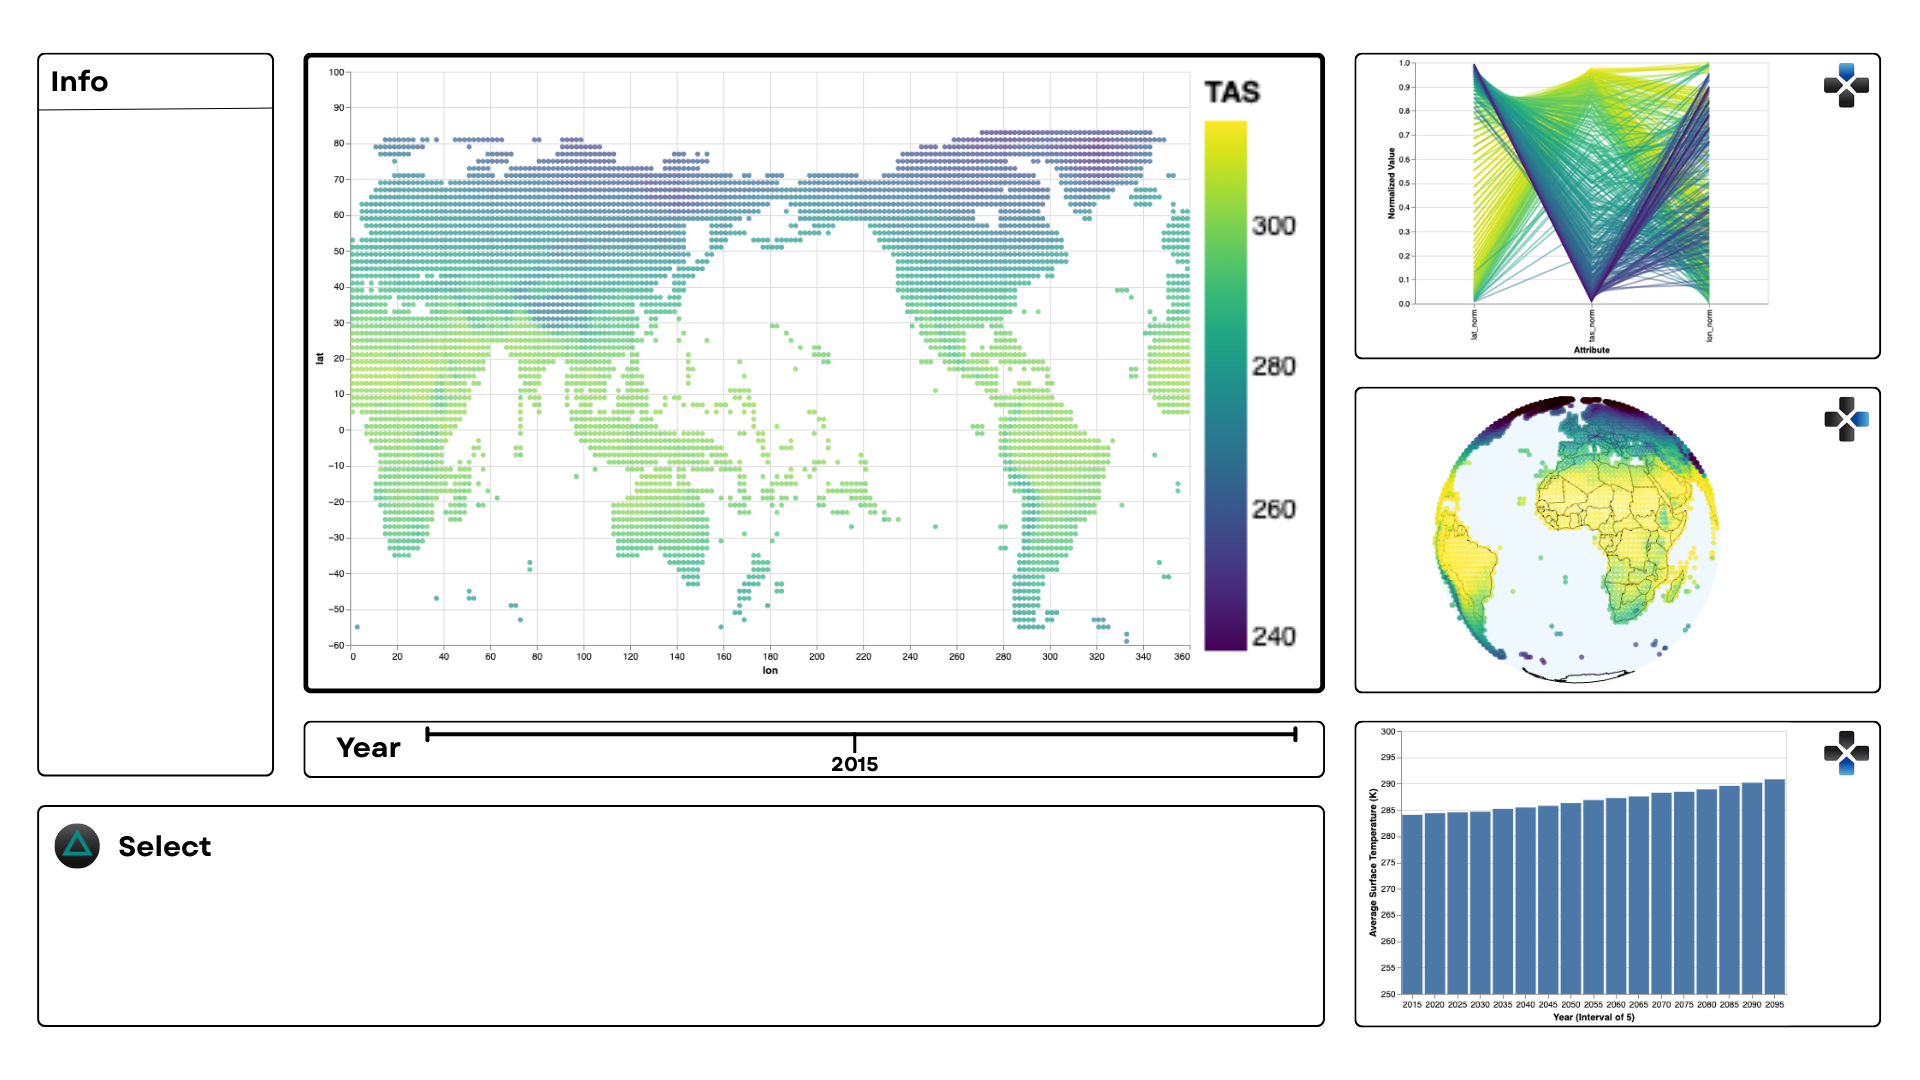 Info
100
90
80
70
60
50
40
30
20
10
0
−10
−20
−30
−40
−50
−60
lat
0 20 40 60 80 100 120 140 160 180 200 220 240 260 280 300 320 340 360
lon
TAS
300
280
260
240
Year
2015
Select
1.0
0.9
0.8
0.7
0.6
0.5
0.4
0.3
0.2
0.1
0.0
Normalized Value
lat_norm
tas_norm
lon_norm
Attribute
300
295
290
285
280
275
270
265
260
255
250
Average Surface Temperature (K)
2015 2020 2025 2030 2035 2040 2045 2050 2055 2060 2065 2070 2075 2080 2085 2090 2095
Year (Interval of 5)